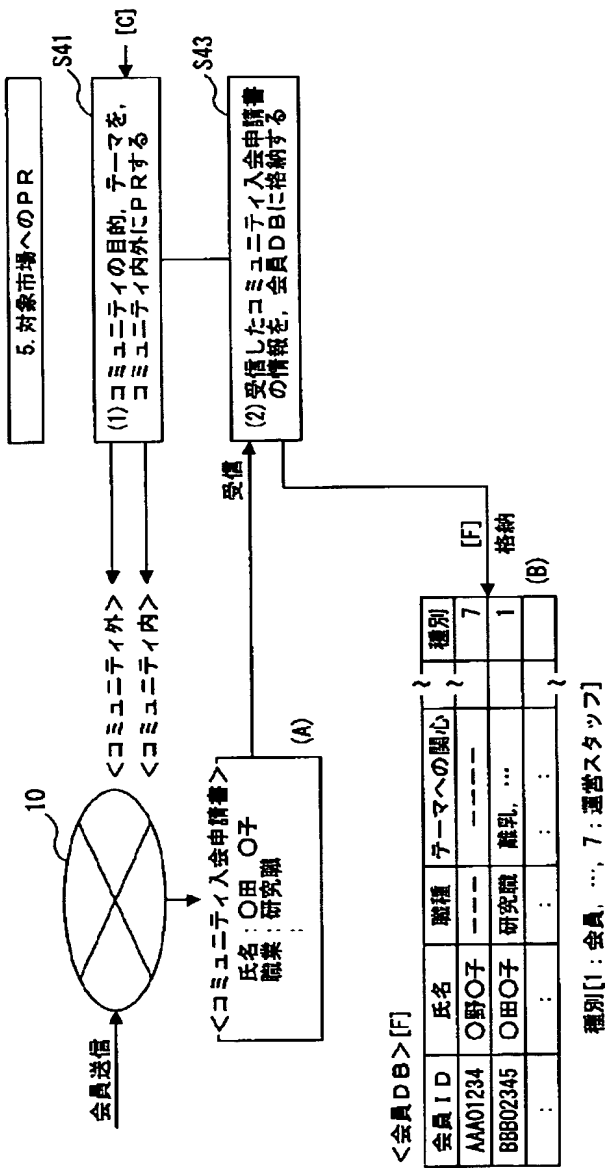 5. 対象市場へのPR
[C]
S41
(1)コミュニティの目的，テーマを，
コミュニティ内外にPRする
S43
(2)受信したコミュニティ入会申請書
の情報を，会員DBに格納する
<コミュニティ外>
<コミュニティ内>
10
会員送信
受信
<コミュニティ入会申請書>
氏名：○田 ○子
職業：研究職
(A)
[F]
格納
(B)
<会員DB>[F]
会員ID 氏名 職種 テーマへの関心 ~ 種別
AAA01234 ○野○子 ーーー ーーーー 7
BBB02345 ○田○子 研究職 離乳，… 1
: : : : ~ :
種別[1：会員，…，7：運営スタッフ]